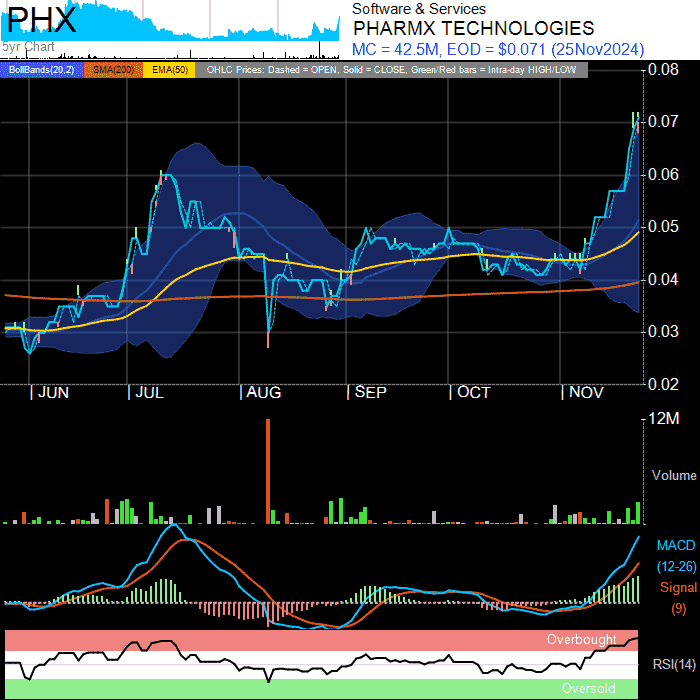 PHX
5yr Chart
Software & Services
PHARMX TECHNOLOGIES
MC = 42.5M, EOD = $0.071 (25Nov2024)
BollBands(20,2) SMA(200) EMA(50) OHLC Prices: Dashed = OPEN, Solid = CLOSE, Green/Red bars = Intra-day HIGH/LOW
0.08
0.07
0.06
0.05
0.04
0.03
0.02
JUN JUL AUG SEP OCT NOV
12M
Volume
MACD
(12-26)
Signal
(9)
Overbought
RSI(14)
Oversold